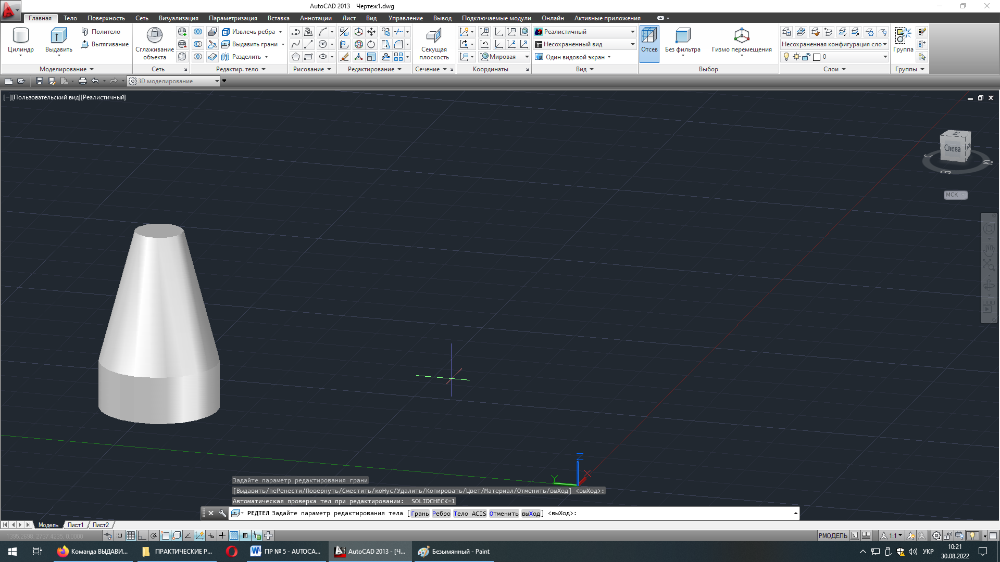 AutoCAD 2013 Чертеж1.dwg
Главная Тело Поверхность Сеть Визуализация Параметризация Вставка Аннотации Лист Вид Управление Вывод Подключаемые модули Онлайн Активные приложения
Политело Извлечь ребра Реалистичный
Цилиндр Выдавить Вытягивание Сглаживание объекта Выдавить грани Секущая плоскость Несохраненный вид Отсев Без фильтра Гизмо перемещения Несохраненная конфигурация сло Группа
Разделить Мировая Один видовой экран 0
Моделирование Сеть Редактир. тело Рисование Редактирование Сечение Координаты Вид Выбор Слои Группы
3D моделирование
[−][Пользовательский вид][Реалистичный]
Слева
Ю
В
МСК
Z
Y X
Задайте параметр редактирования грани
[Выдавить/пеРенести/Повернуть/Сместить/коНус/Удалить/Копировать/Цвет/Материал/Отменить/выХод] <выХод>:
Автоматическая проверка тел при редактировании: SOLIDCHECK=1
РЕДТЕЛ Задайте параметр редактирования тела [Грань Ребро Тело ACIS Отменить выХод] <выХод>:
Модель Лист1 Лист2
1395.2698, 2737.4235, 0.0000 РМОДЕЛЬ 1:1
Команда ВЫДАВИ... ПРАКТИЧЕСКИЕ Р... ПР № 5 - AUTOCA... AutoCAD 2013 - [Ч... Безымянный - Paint УКР 10:21
30.08.2022